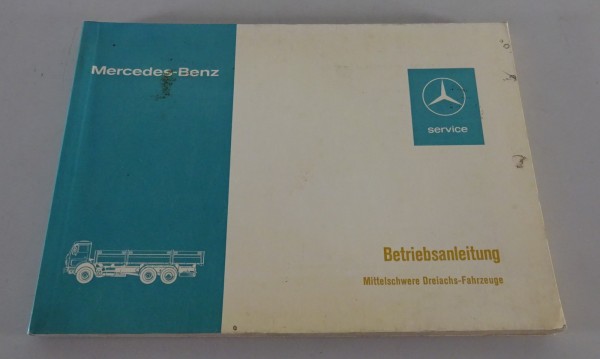 Mercedes-Benz
service
Betriebsanleitung
Mittelschwere Dreiachs-Fahrzeuge